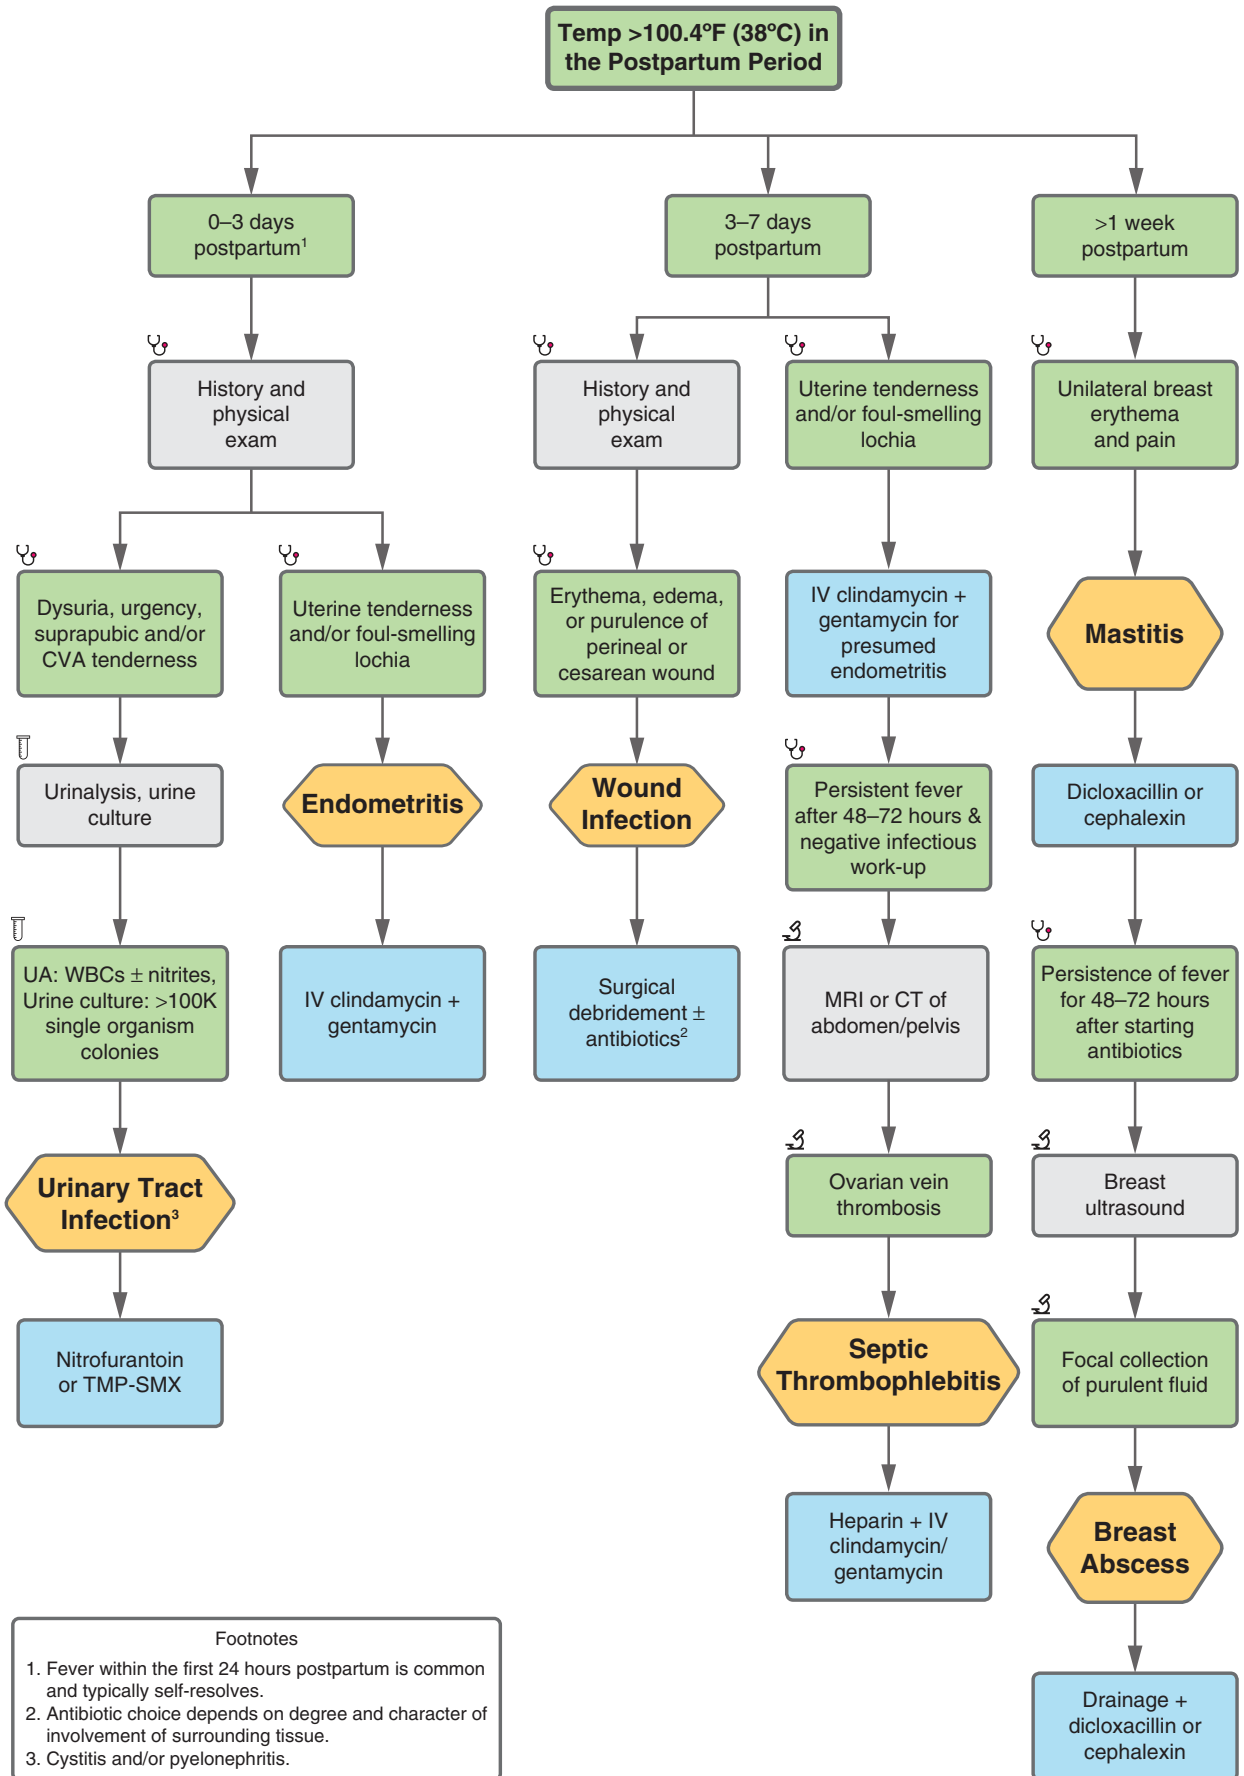 Temp >100.4ºF (38ºC) in
the Postpartum Period
0–3 days
postpartum¹
3–7 days
postpartum
>1 week
postpartum
History and
physical
exam
History and
physical
exam
Uterine tenderness
and/or foul-smelling
lochia
Unilateral breast
erythema
and pain
Dysuria, urgency,
suprapubic and/or
CVA tenderness
Uterine tenderness
and/or foul-smelling
lochia
Erythema, edema,
or purulence of
perineal or
cesarean wound
IV clindamycin +
gentamycin for
presumed
endometritis
Mastitis
Urinalysis, urine
culture
Endometritis
Wound
Infection
Persistent fever
after 48–72 hours &
negative infectious
work-up
Dicloxacillin or
cephalexin
UA: WBCs ± nitrites,
Urine culture: >100K
single organism
colonies
IV clindamycin +
gentamycin
Surgical
debridement ±
antibiotics²
MRI or CT of
abdomen/pelvis
Persistence of fever
for 48–72 hours
after starting
antibiotics
Urinary Tract
Infection³
Ovarian vein
thrombosis
Breast
ultrasound
Nitrofurantoin
or TMP-SMX
Septic
Thrombophlebitis
Focal collection
of purulent fluid
Heparin + IV
clindamycin/
gentamycin
Breast
Abscess
Drainage +
dicloxacillin or
cephalexin
Footnotes
1. Fever within the first 24 hours postpartum is common
and typically self-resolves.
2. Antibiotic choice depends on degree and character of
involvement of surrounding tissue.
3. Cystitis and/or pyelonephritis.